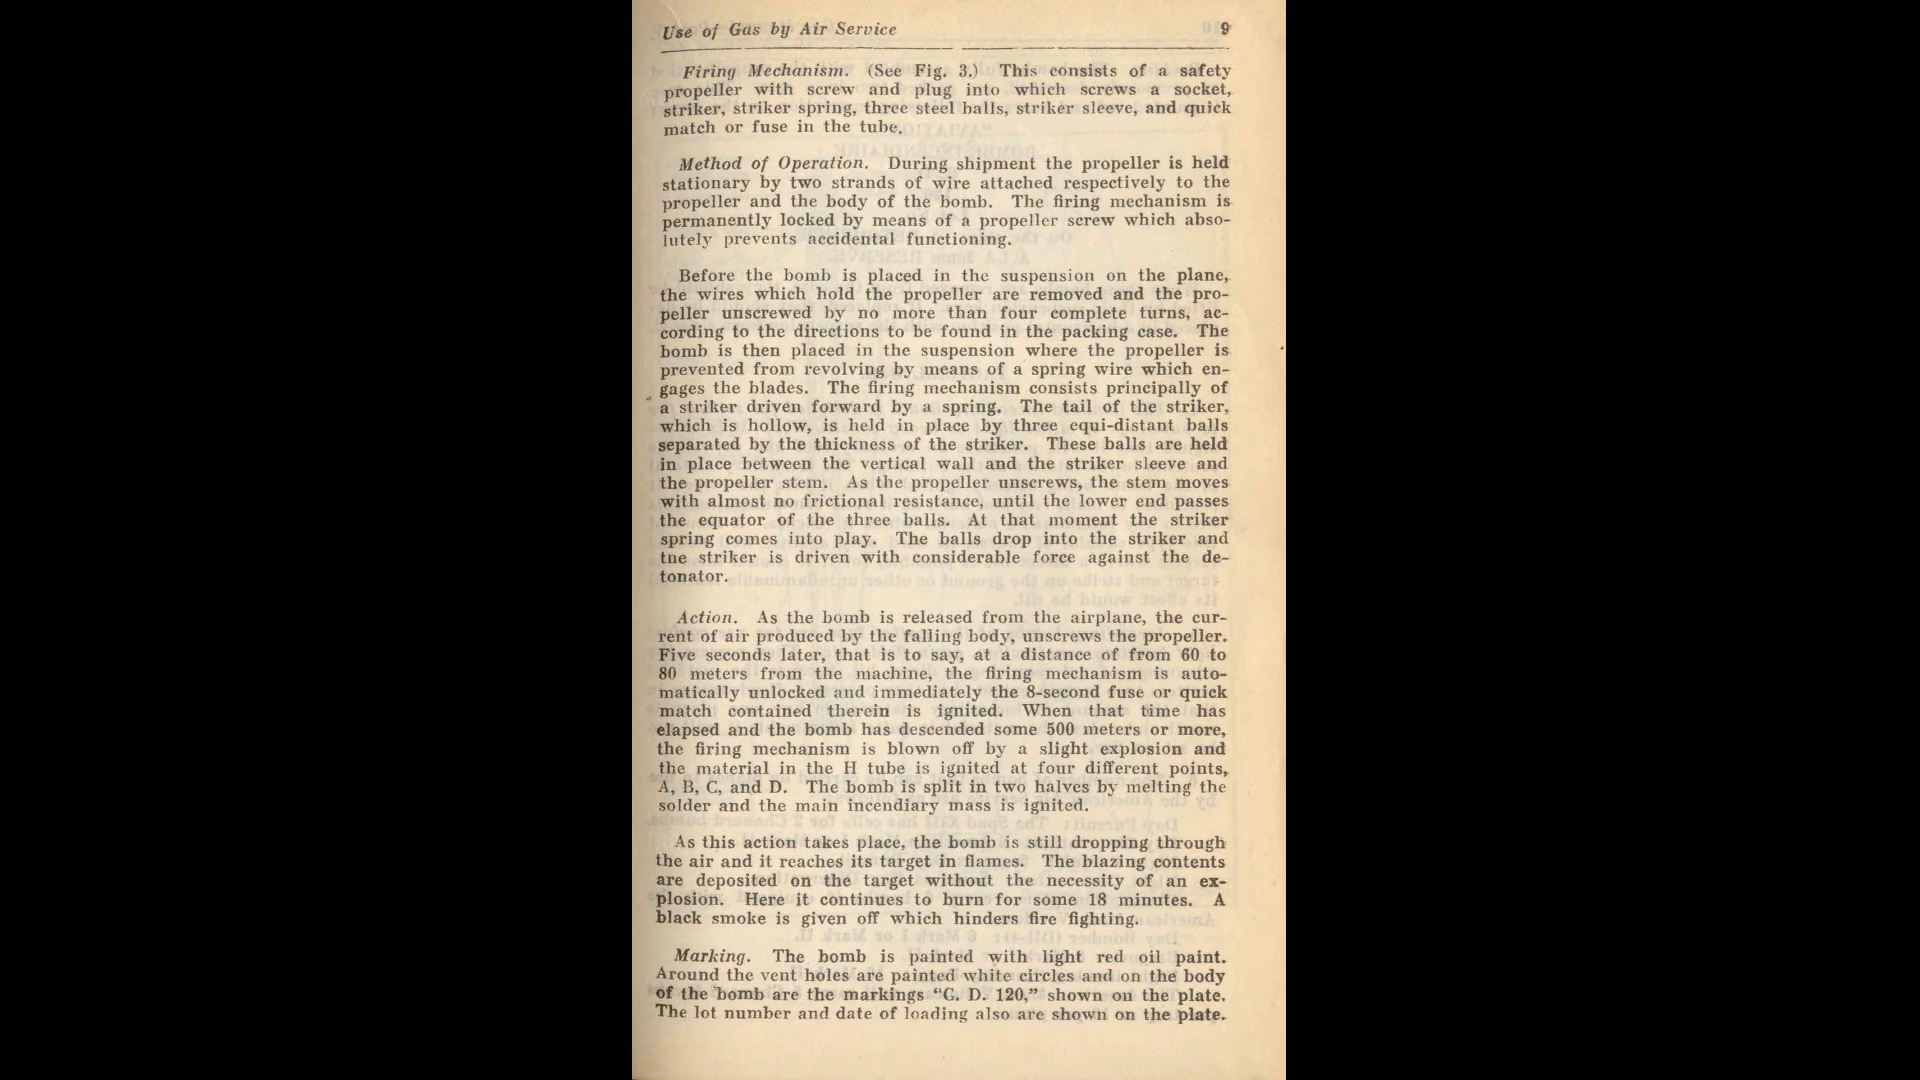 Use of Gas by Air Service 9
Firing Mechanism. (See Fig. 3.) This consists of a safety
propeller with screw and plug into which screws a socket,
striker, striker spring, three steel balls, striker sleeve, and quick
match or fuse in the tube.
Method of Operation. During shipment the propeller is held
stationary by two strands of wire attached respectively to the
propeller and the body of the bomb. The firing mechanism is
permanently locked by means of a propeller screw which abso-
lutely prevents accidental functioning.
Before the bomb is placed in the suspension on the plane,
the wires which hold the propeller are removed and the pro-
peller unscrewed by no more than four complete turns, ac-
cording to the directions to be found in the packing case. The
bomb is then placed in the suspension where the propeller is
prevented from revolving by means of a spring wire which en-
gages the blades. The firing mechanism consists principally of
a striker driven forward by a spring. The tail of the striker,
which is hollow, is held in place by three equi-distant balls
separated by the thickness of the striker. These balls are held
in place between the vertical wall and the striker sleeve and
the propeller stem. As the propeller unscrews, the stem moves
with almost no frictional resistance, until the lower end passes
the equator of the three balls. At that moment the striker
spring comes into play. The balls drop into the striker and
tne striker is driven with considerable force against the de-
tonator.
Action. As the bomb is released from the airplane, the cur-
rent of air produced by the falling body, unscrews the propeller.
Five seconds later, that is to say, at a distance of from 60 to
80 meters from the machine, the firing mechanism is auto-
matically unlocked and immediately the 8-second fuse or quick
match contained therein is ignited. When that time has
elapsed and the bomb has descended some 500 meters or more,
the firing mechanism is blown off by a slight explosion and
the material in the H tube is ignited at four different points,
A, B, C, and D. The bomb is split in two halves by melting the
solder and the main incendiary mass is ignited.
As this action takes place, the bomb is still dropping through
the air and it reaches its target in flames. The blazing contents
are deposited on the target without the necessity of an ex-
plosion. Here it continues to burn for some 18 minutes. A
black smoke is given off which hinders fire fighting.
Marking. The bomb is painted with light red oil paint.
Around the vent holes are painted white circles and on the body
of the bomb are the markings “C. D. 120,” shown on the plate.
The lot number and date of loading also are shown on the plate.